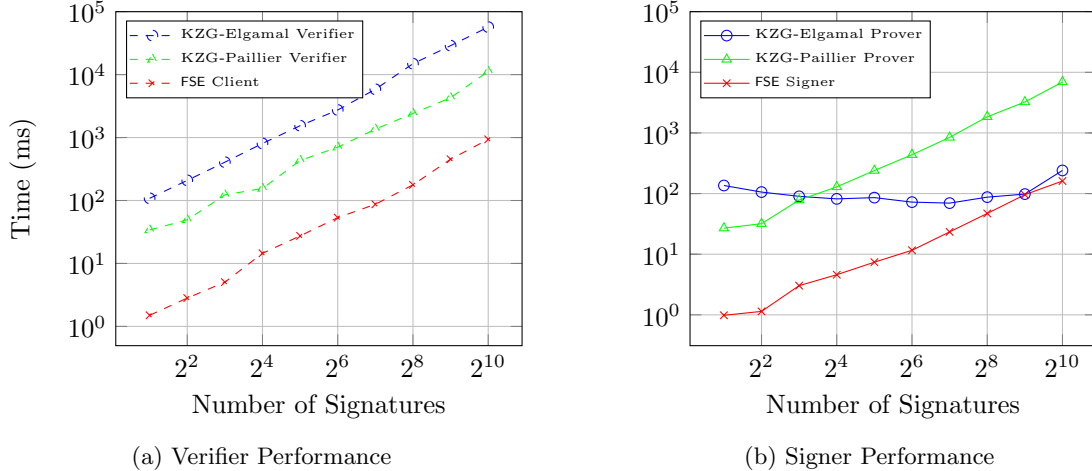 10^5
10^4
10^3
10^2
10^1
10^0
Time (ms)
KZG-Elgamal Verifier
KZG-Paillier Verifier
FSE Client
2^2 2^4 2^6 2^8 2^10
Number of Signatures
(a) Verifier Performance
10^5
10^4
10^3
10^2
10^1
10^0
KZG-Elgamal Prover
KZG-Paillier Prover
FSE Signer
2^2 2^4 2^6 2^8 2^10
Number of Signatures
(b) Signer Performance